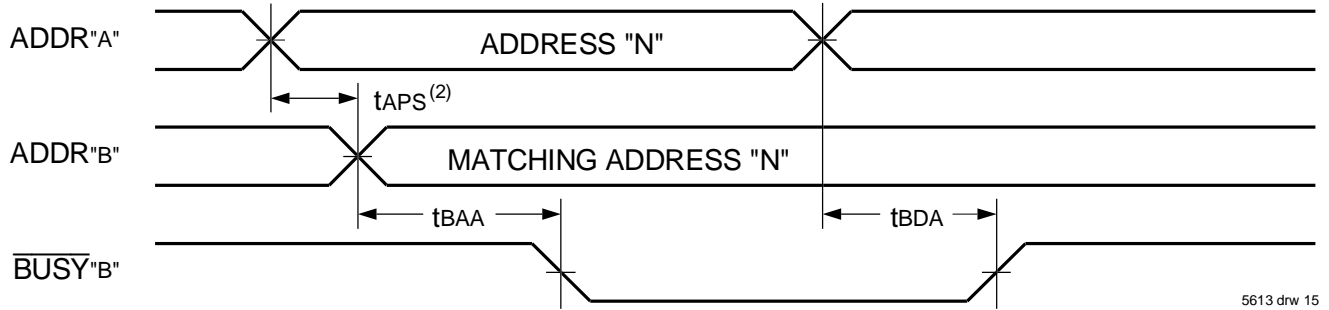 ADDR"A"
ADDRESS "N"
tAPS(2)
ADDR"B"
MATCHING ADDRESS "N"
tBAA
tBDA
BUSY"B"
5613 drw 15